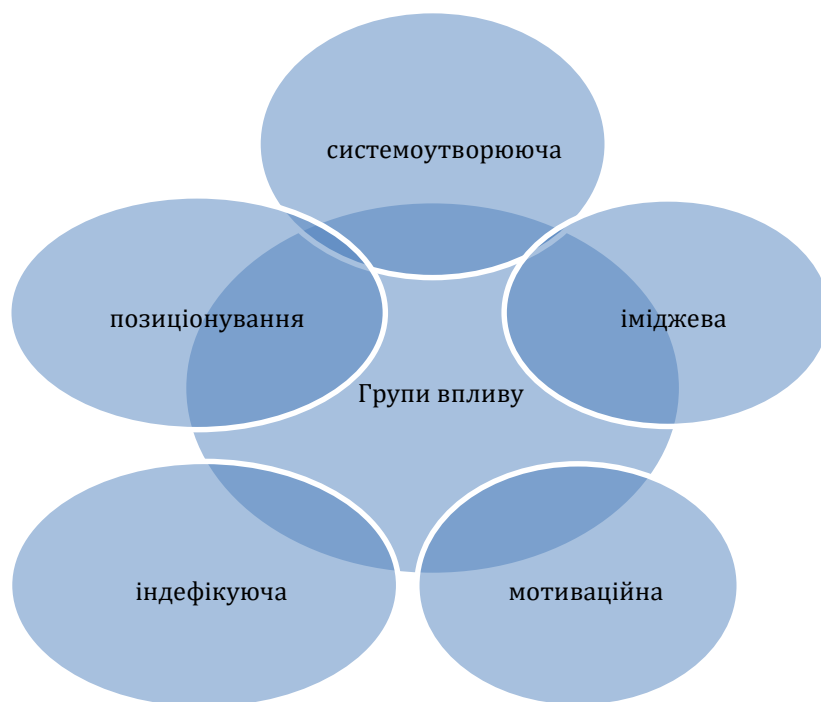 системоутворююча
позиціонування
іміджева
Групи впливу
індефікуюча
мотиваційна